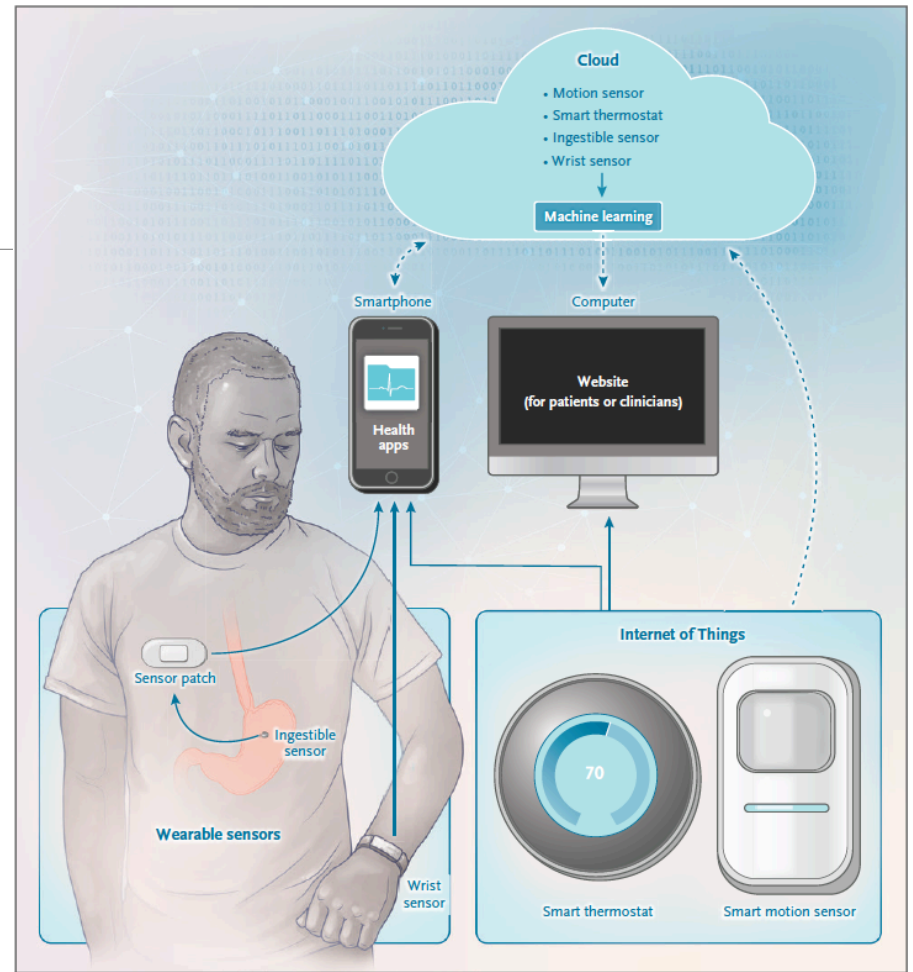 Cloud
• Motion sensor
• Smart thermostat
• Ingestible sensor
• Wrist sensor
Machine learning
Smartphone
Computer
Health
apps
Website
(for patients or clinicians)
Sensor patch
Ingestible
sensor
Wearable sensors
Wrist
sensor
Internet of Things
70
Smart thermostat
Smart motion sensor